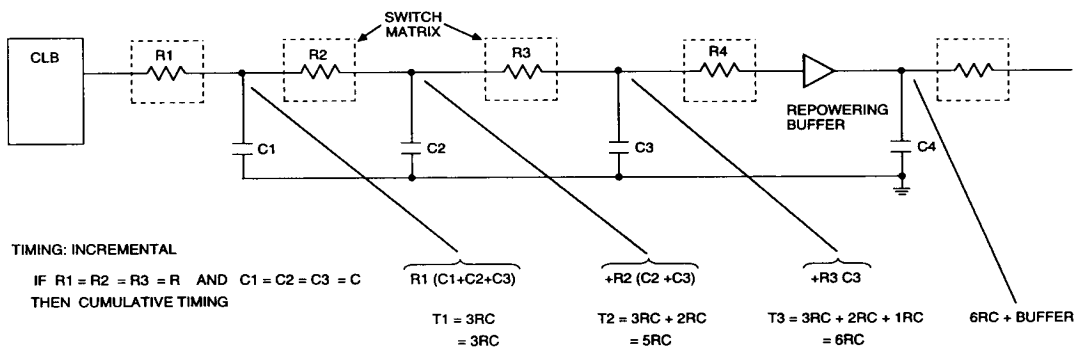 SWITCH
MATRIX
CLB
R1
R2
R3
R4
REPOWERING
BUFFER
C1
C2
C3
C4
TIMING: INCREMENTAL
IF R1 = R2 = R3 = R AND C1 = C2 = C3 = C
THEN CUMULATIVE TIMING
R1 (C1+C2+C3)
+R2 (C2 +C3)
+R3 C3
T1 = 3RC
= 3RC
T2 = 3RC + 2RC
= 5RC
T3 = 3RC + 2RC + 1RC
= 6RC
6RC + BUFFER